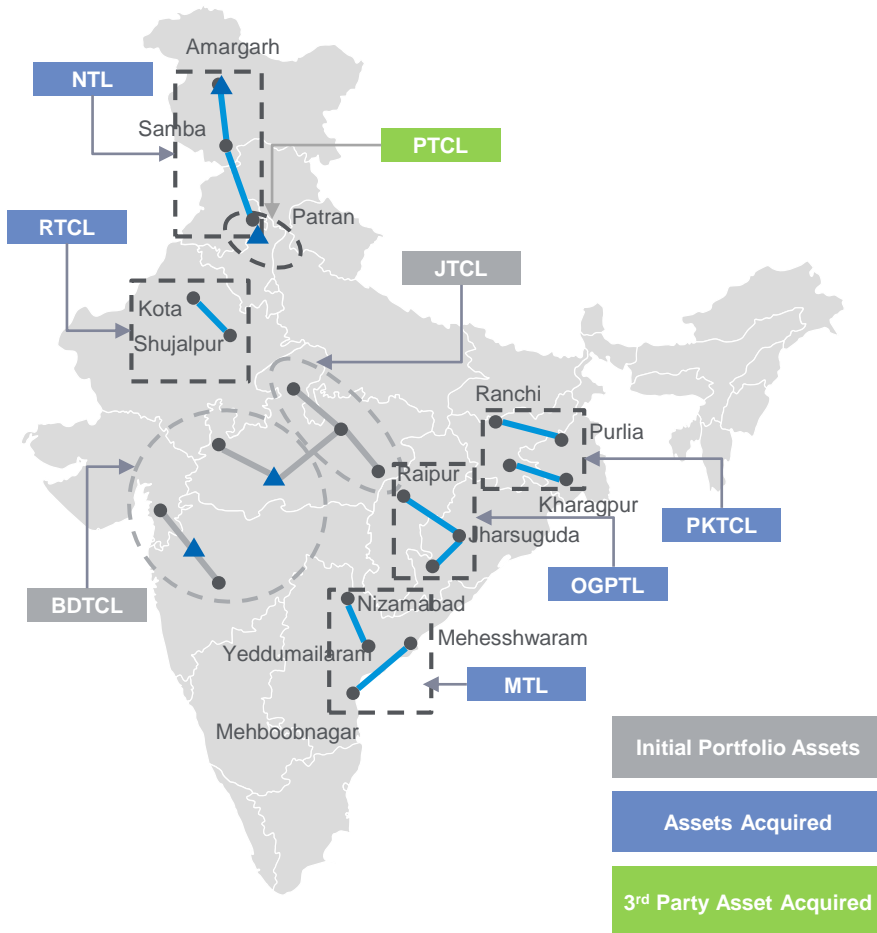 Amargarh
NTL
Samba
PTCL
Patran
RTCL
JTCL
Kota
Shujalpur
Ranchi
Purlia
Raipur
Kharagpur
PKTCL
Jharsuguda
OGPTL
BDTCL
Nizamabad
Mehesshwaram
Yeddumailaram
MTL
Mehboobnagar
Initial Portfolio Assets
Assets Acquired
3rd Party Asset Acquired